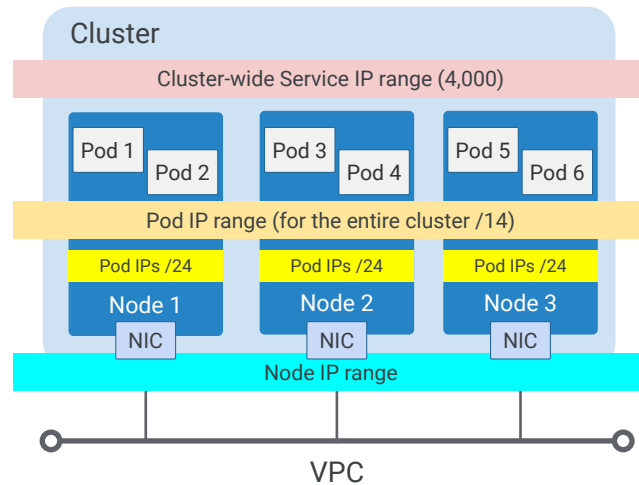 Cluster
Cluster-wide Service IP range (4,000)
Pod 1
Pod 2
Pod 3
Pod 4
Pod 5
Pod 6
Pod IP range (for the entire cluster /14)
Pod IPs /24
Pod IPs /24
Pod IPs /24
Node 1
Node 2
Node 3
NIC
NIC
NIC
Node IP range
VPC